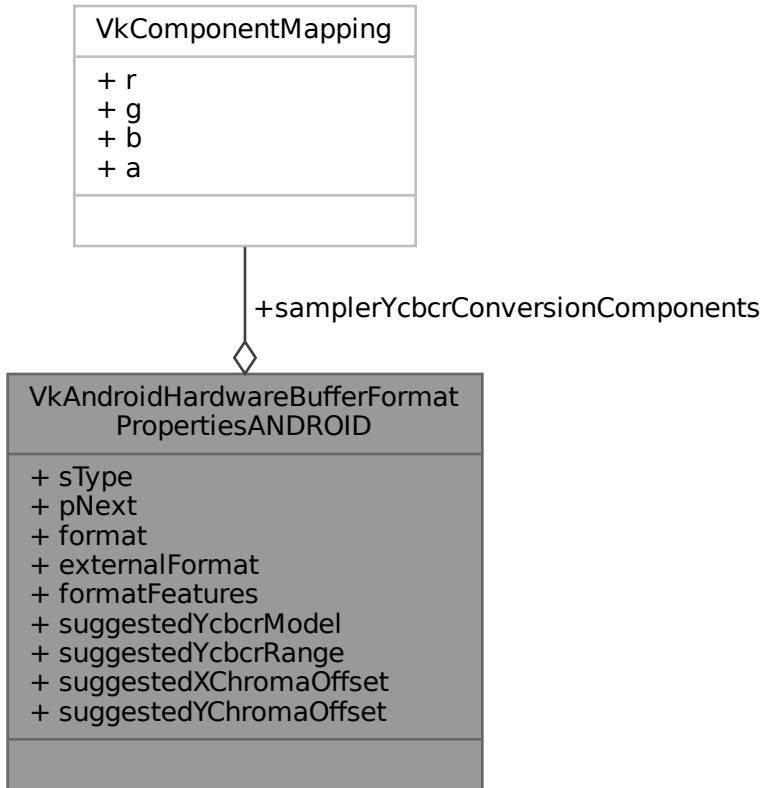 VkComponentMapping
+ r
+ g
+ b
+ a
+samplerYcbcrConversionComponents
VkAndroidHardwareBufferFormat
PropertiesANDROID
+ sType
+ pNext
+ format
+ externalFormat
+ formatFeatures
+ suggestedYcbcrModel
+ suggestedYcbcrRange
+ suggestedXChromaOffset
+ suggestedYChromaOffset